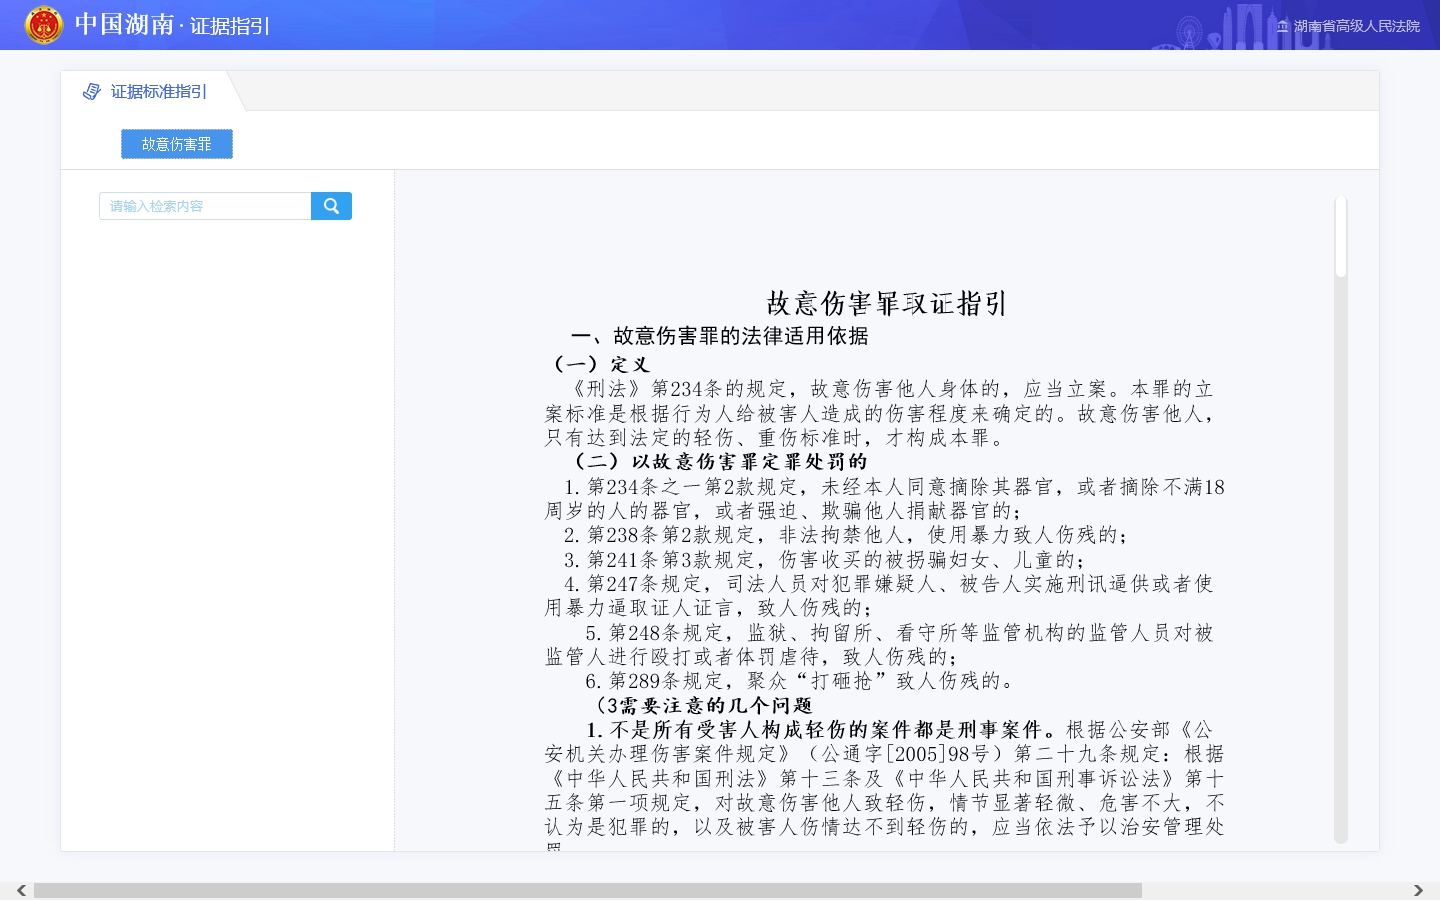 中国湖南·证据指引
湖南省高级人民法院
证据标准指引
故意伤害罪
请输入检索内容
故意伤害罪取证指引
一、故意伤害罪的法律适用依据
（一）定义
《刑法》第234条的规定，故意伤害他人身体的，应当立案。本罪的立
案标准是根据行为人给被害人造成的伤害程度来确定的。故意伤害他人，
只有达到法定的轻伤、重伤标准时，才构成本罪。
（二）以故意伤害罪定罪处罚的
1.第234条之一第2款规定，未经本人同意摘除其器官，或者摘除不满18
周岁的人的器官，或者强迫、欺骗他人捐献器官的；
2.第238条第2款规定，非法拘禁他人，使用暴力致人伤残的；
3.第241条第3款规定，伤害收买的被拐骗妇女、儿童的；
4.第247条规定，司法人员对犯罪嫌疑人、被告人实施刑讯逼供或者使
用暴力逼取证人证言，致人伤残的；
5.第248条规定，监狱、拘留所、看守所等监管机构的监管人员对被
监管人进行殴打或者体罚虐待，致人伤残的；
6.第289条规定，聚众“打砸抢”致人伤残的。
（3需要注意的几个问题
1.不是所有受害人构成轻伤的案件都是刑事案件。根据公安部《公
安机关办理伤害案件规定》（公通字[2005]98号）第二十九条规定：根据
《中华人民共和国刑法》第十三条及《中华人民共和国刑事诉讼法》第十
五条第一项规定，对故意伤害他人致轻伤，情节显著轻微、危害不大，不
认为是犯罪的，以及被害人伤情达不到轻伤的，应当依法予以治安管理处